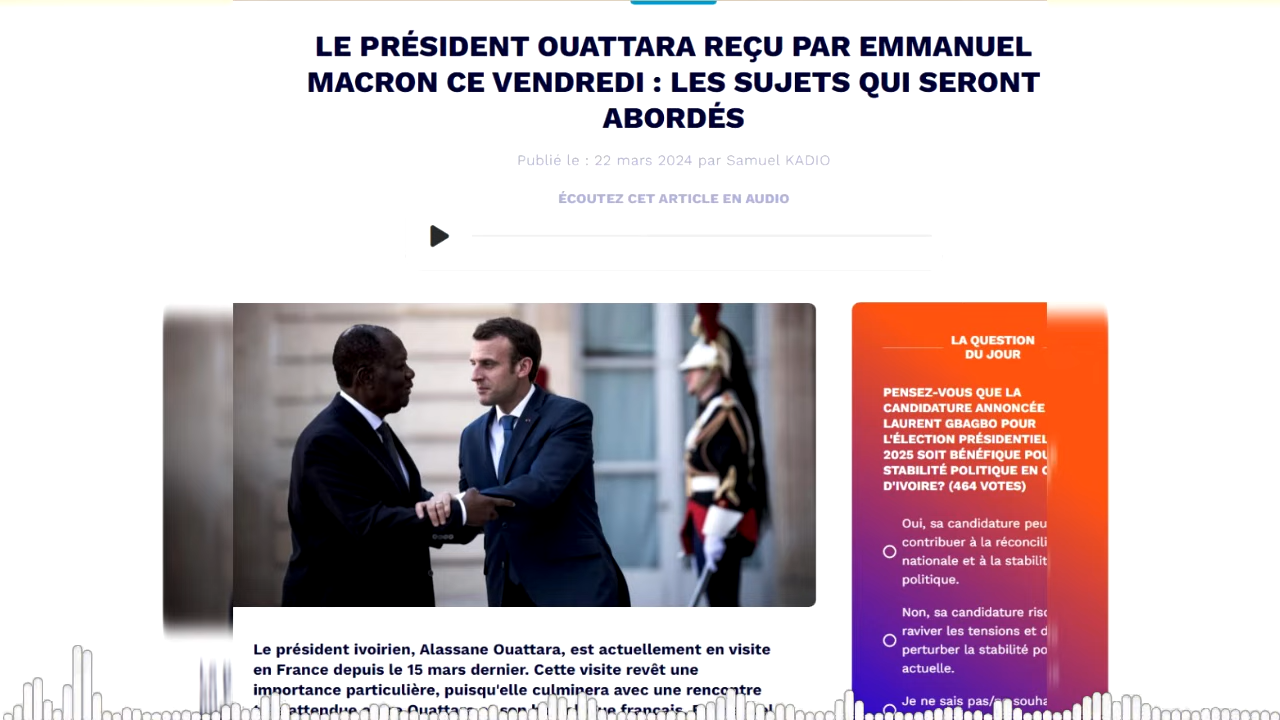 LE PRÉSIDENT OUATTARA REÇU PAR EMMANUEL
MACRON CE VENDREDI : LES SUJETS QUI SERONT
ABORDÉS
Publié le : 22 mars 2024 par Samuel KADIO
ÉCOUTEZ CET ARTICLE EN AUDIO
LA QUESTION
DU JOUR
PENSEZ-VOUS QUE LA
CANDIDATURE ANNONCÉE
LAURENT GBAGBO POUR
L'ÉLECTION PRÉSIDENTIEL
2025 SOIT BÉNÉFIQUE POU
STABILITÉ POLITIQUE EN C
D'IVOIRE? (464 VOTES)
Oui, sa candidature peu
contribuer à la réconcili
nationale et à la stabilit
politique.
Non, sa candidature risc
raviver les tensions et d
perturber la stabilité po
actuelle.
Je ne sais pas/
Le président ivoirien, Alassane Ouattara, est actuellement en visite
en France depuis le 15 mars dernier. Cette visite revêt une
importance particulière, puisqu'elle culminera avec une rencontre